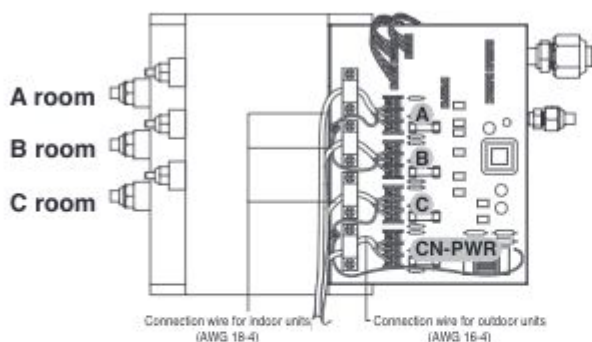 A room
B room
C room
A
B
C
CN-PWR
Connection wire for indoor units
(AWG 18-4)
Connection wire for outdoor units
(AWG 16-4)